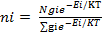 ni = Ngie^-Ei/KT / ∑gie^-Ei/KT